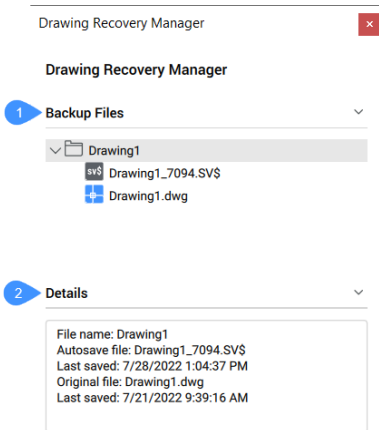 Drawing Recovery Manager
×
Drawing Recovery Manager
1 Backup Files
Drawing1
SV$ Drawing1_7094.SV$
Drawing1.dwg
2 Details
File name: Drawing1
Autosave file: Drawing1_7094.SV$
Last saved: 7/28/2022 1:04:37 PM
Original file: Drawing1.dwg
Last saved: 7/21/2022 9:39:16 AM